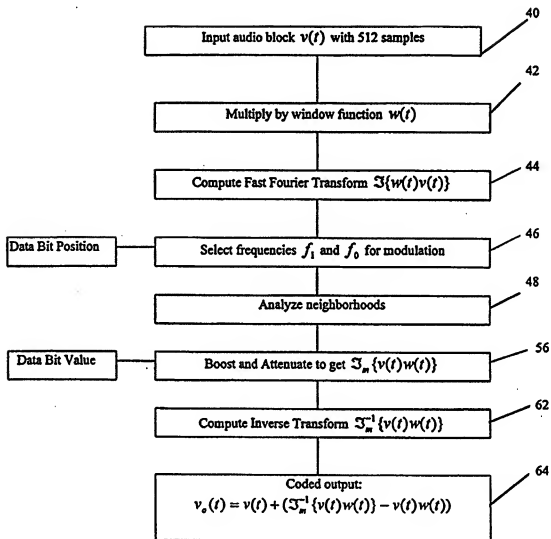 40
Input audio block v(t) with 512 samples
42
Multiply by window function w(t)
44
Compute Fast Fourier Transform ℑ{w(t)v(t)}
46
Data Bit Position
Select frequencies f₁ and f₀ for modulation
48
Analyze neighborhoods
56
Data Bit Value
Boost and Attenuate to get ℑₘ{v(t)w(t)}
62
Compute Inverse Transform ℑₘ⁻¹{v(t)w(t)}
64
Coded output:
vₒ(t) = v(t) + (ℑₘ⁻¹{v(t)w(t)} − v(t)w(t))